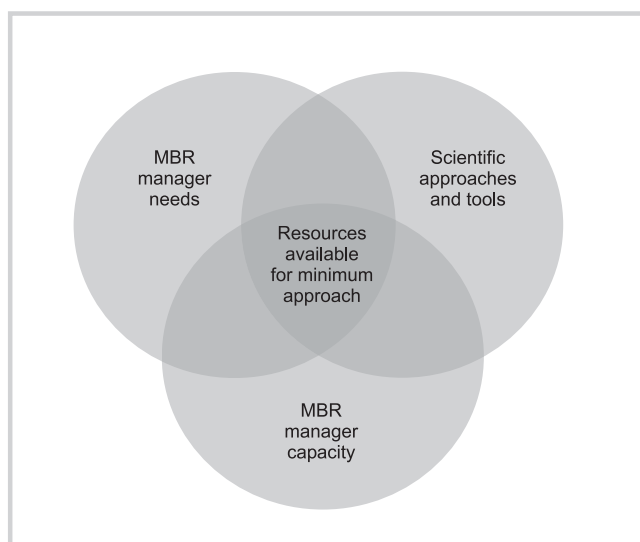 MBR
manager
needs
Scientific
approaches
and tools
Resources
available
for minimum
approach
MBR
manager
capacity